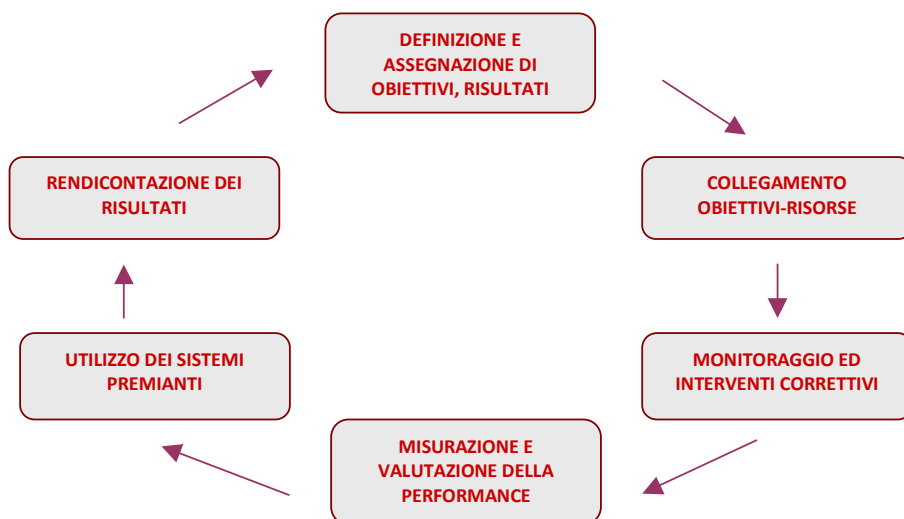 DEFINIZIONE E
ASSEGNAZIONE DI
OBIETTIVI, RISULTATI
COLLEGAMENTO
OBIETTIVI-RISORSE
MONITORAGGIO ED
INTERVENTI CORRETTIVI
MISURAZIONE E
VALUTAZIONE DELLA
PERFORMANCE
UTILIZZO DEI SISTEMI
PREMIANTI
RENDICONTAZIONE DEI
RISULTATI